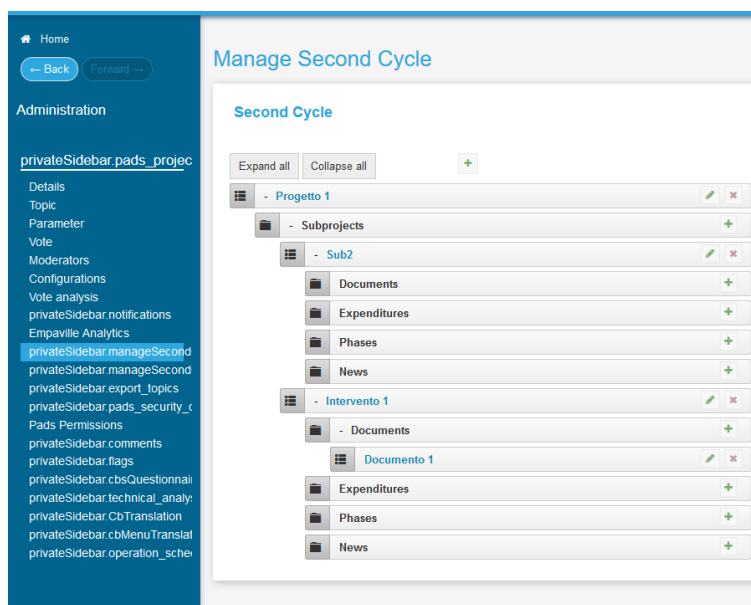 Home
← Back Forward →
Administration
privateSidebar.pads_projec
Details
Topic
Parameter
Vote
Moderators
Configurations
Vote analysis
privateSidebar.notifications
Empaville Analytics
privateSidebar.manageSecond
privateSidebar.manageSecond
privateSidebar.export_topics
privateSidebar.pads_security_c
Pads Permissions
privateSidebar.comments
privateSidebar.flags
privateSidebar.cbsQuestionnai
privateSidebar.technical_analy
privateSidebar.CbTranslation
privateSidebar.cbMenuTranslat
privateSidebar.operation_sche
Manage Second Cycle
Second Cycle
Expand all Collapse all +
- Progetto 1
- Subprojects +
- Sub2
Documents +
Expenditures +
Phases +
News +
- Intervento 1
- Documents +
Documento 1
Expenditures +
Phases +
News +